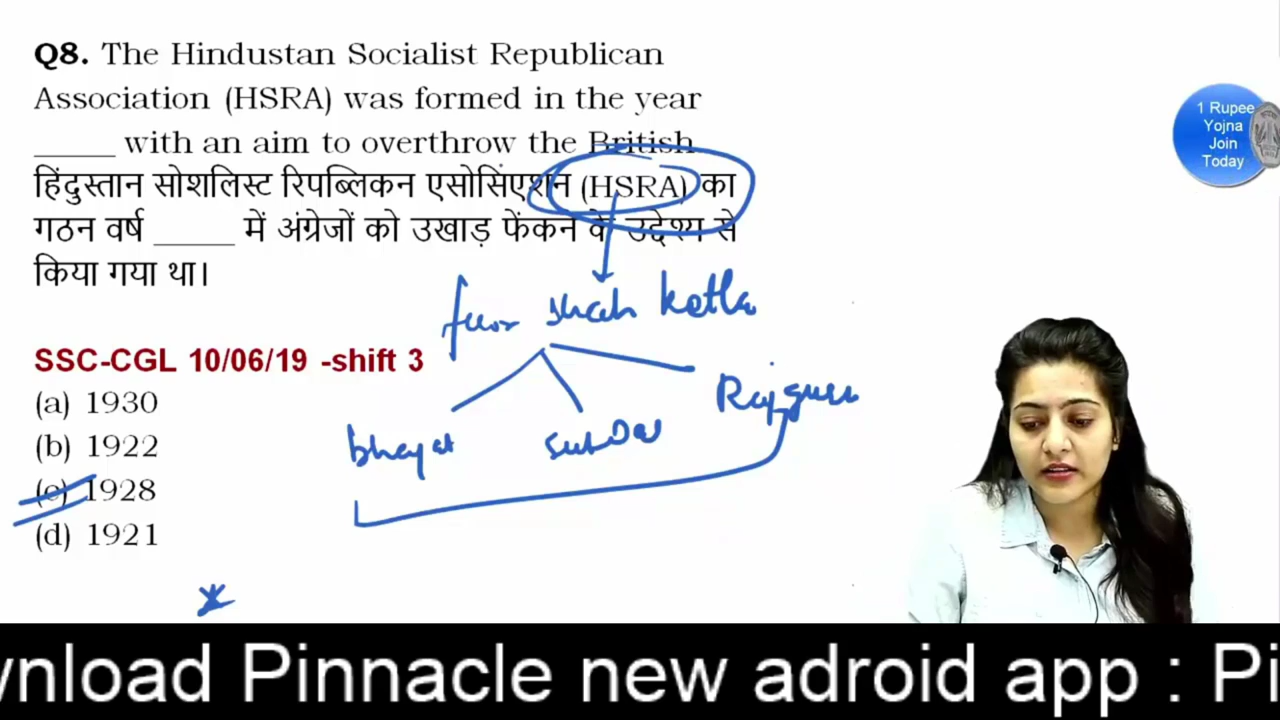 Q8. The Hindustan Socialist Republican
Association (HSRA) was formed in the year
_____ with an aim to overthrow the British
हिंदुस्तान सोशलिस्ट रिपब्लिकन एसोसिएशन (HSRA) का
गठन वर्ष _____ में अंग्रेजों को उखाड़ फेंकने के उद्देश्य से
किया गया था।
1 Rupee
Yojna
Join
Today
shah kotla
SSC-CGL 10/06/19 -shift 3
Rajguru
bhagat
(a) 1930
(b) 1922
(c) 1928
(d) 1921
wnload Pinnacle new adroid app : Pi